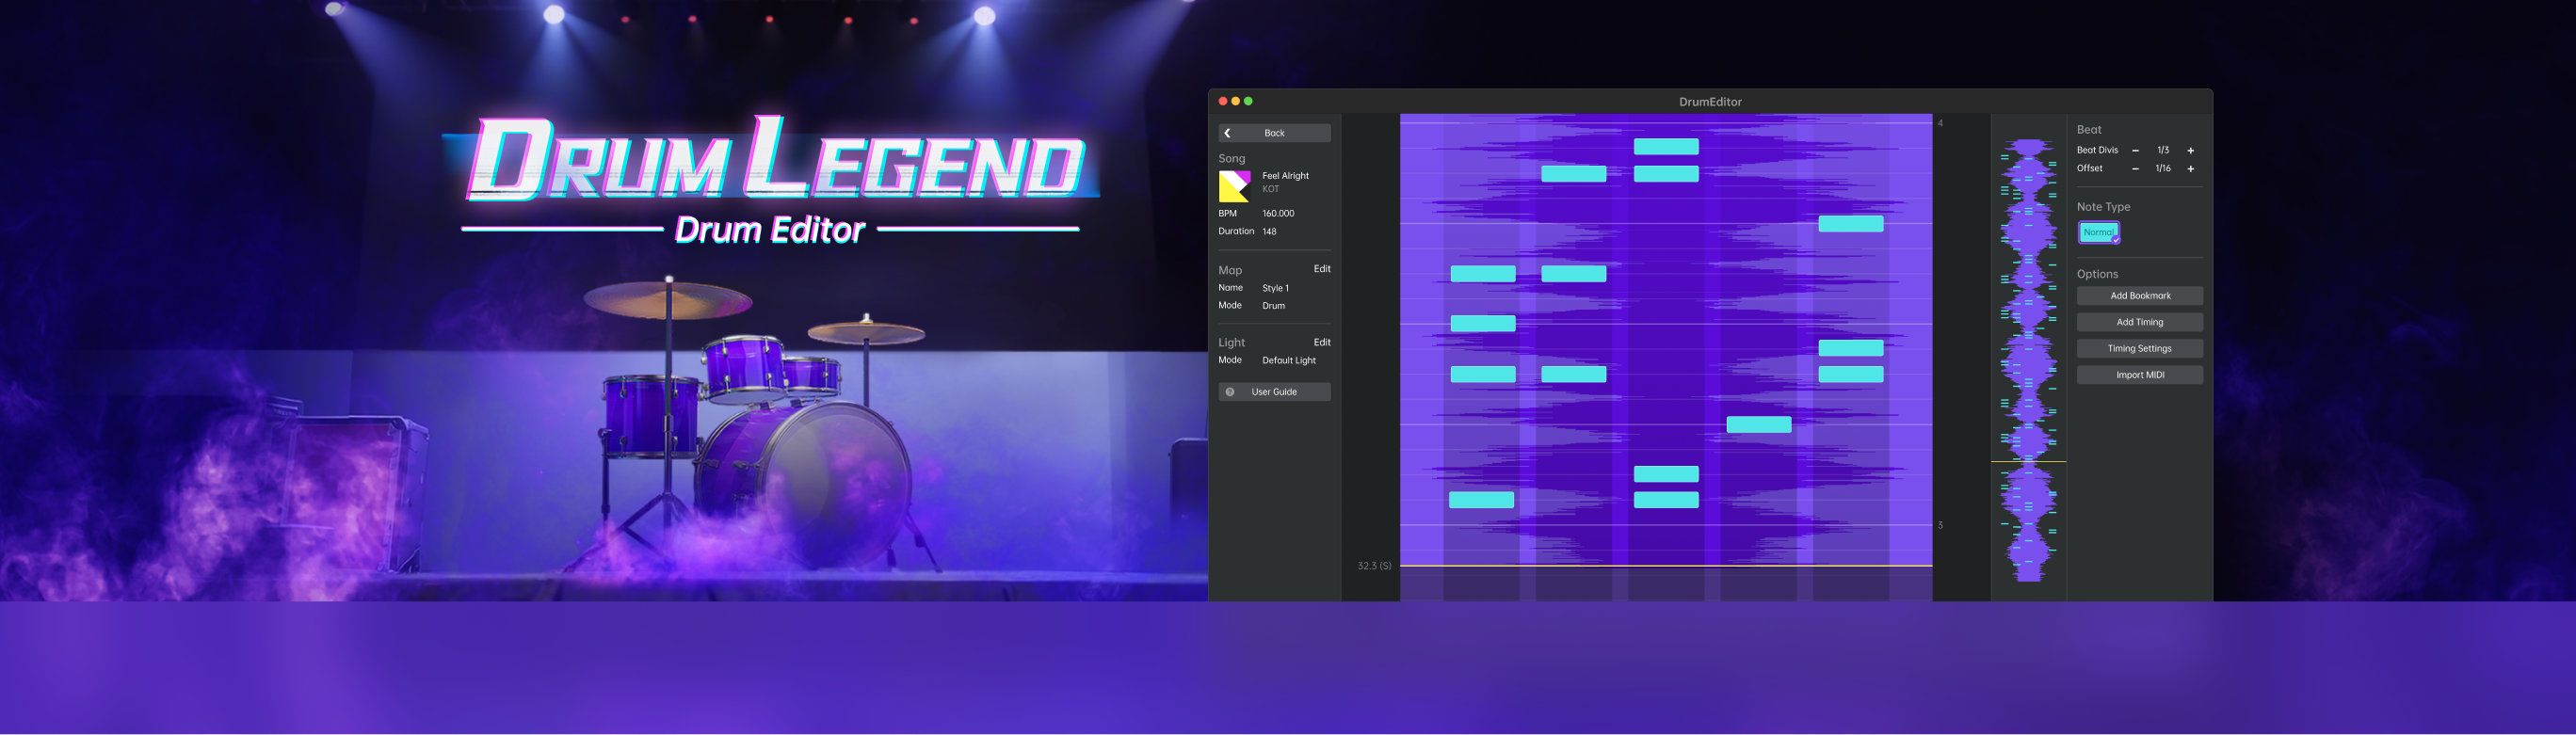 DRUM LEGEND
Drum Editor
DrumEditor
Back
Song
Feel Alright
KOT
BPM 160.000
Duration 148
Map Edit
Name Style 1
Mode Drum
Light Edit
Mode Default Light
? User Guide
4
3
32.3 (S)
Beat
Beat Divis − 1/3 +
Offset − 1/16 +
Note Type
Normal
Options
Add Bookmark
Add Timing
Timing Settings
Import MIDI